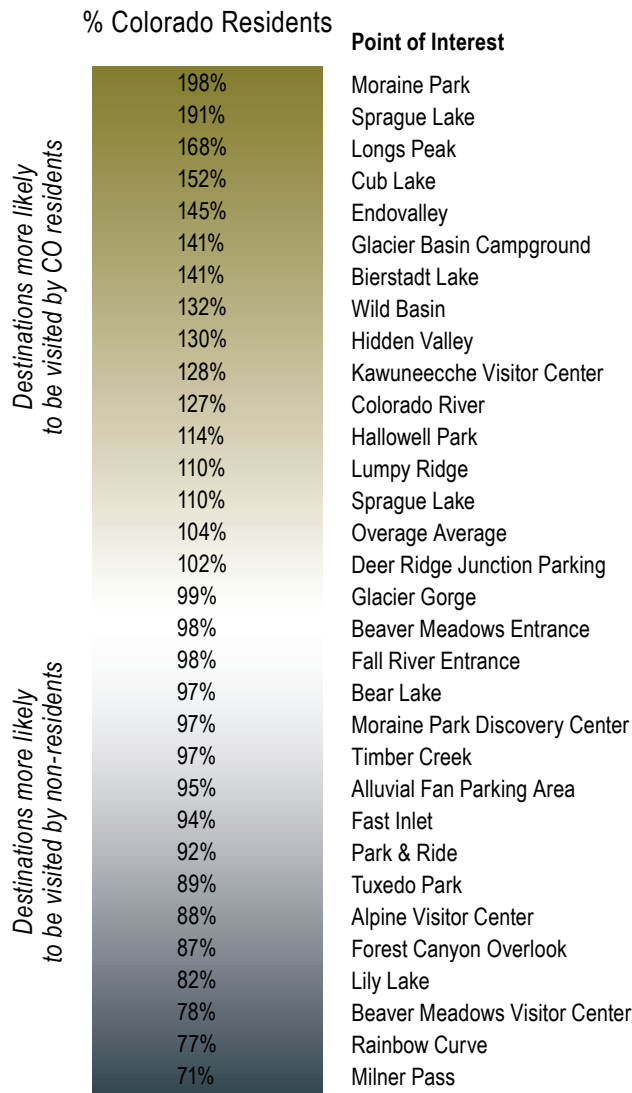 % Colorado Residents
Point of Interest
Destinations more likely
to be visited by CO residents
198% Moraine Park
191% Sprague Lake
168% Longs Peak
152% Cub Lake
145% Endovalley
141% Glacier Basin Campground
141% Bierstadt Lake
132% Wild Basin
130% Hidden Valley
128% Kawuneecche Visitor Center
127% Colorado River
114% Hallowell Park
110% Lumpy Ridge
110% Sprague Lake
104% Overage Average
102% Deer Ridge Junction Parking
Destinations more likely
to be visited by non-residents
99% Glacier Gorge
98% Beaver Meadows Entrance
98% Fall River Entrance
97% Bear Lake
97% Moraine Park Discovery Center
97% Timber Creek
95% Alluvial Fan Parking Area
94% Fast Inlet
92% Park & Ride
89% Tuxedo Park
88% Alpine Visitor Center
87% Forest Canyon Overlook
82% Lily Lake
78% Beaver Meadows Visitor Center
77% Rainbow Curve
71% Milner Pass